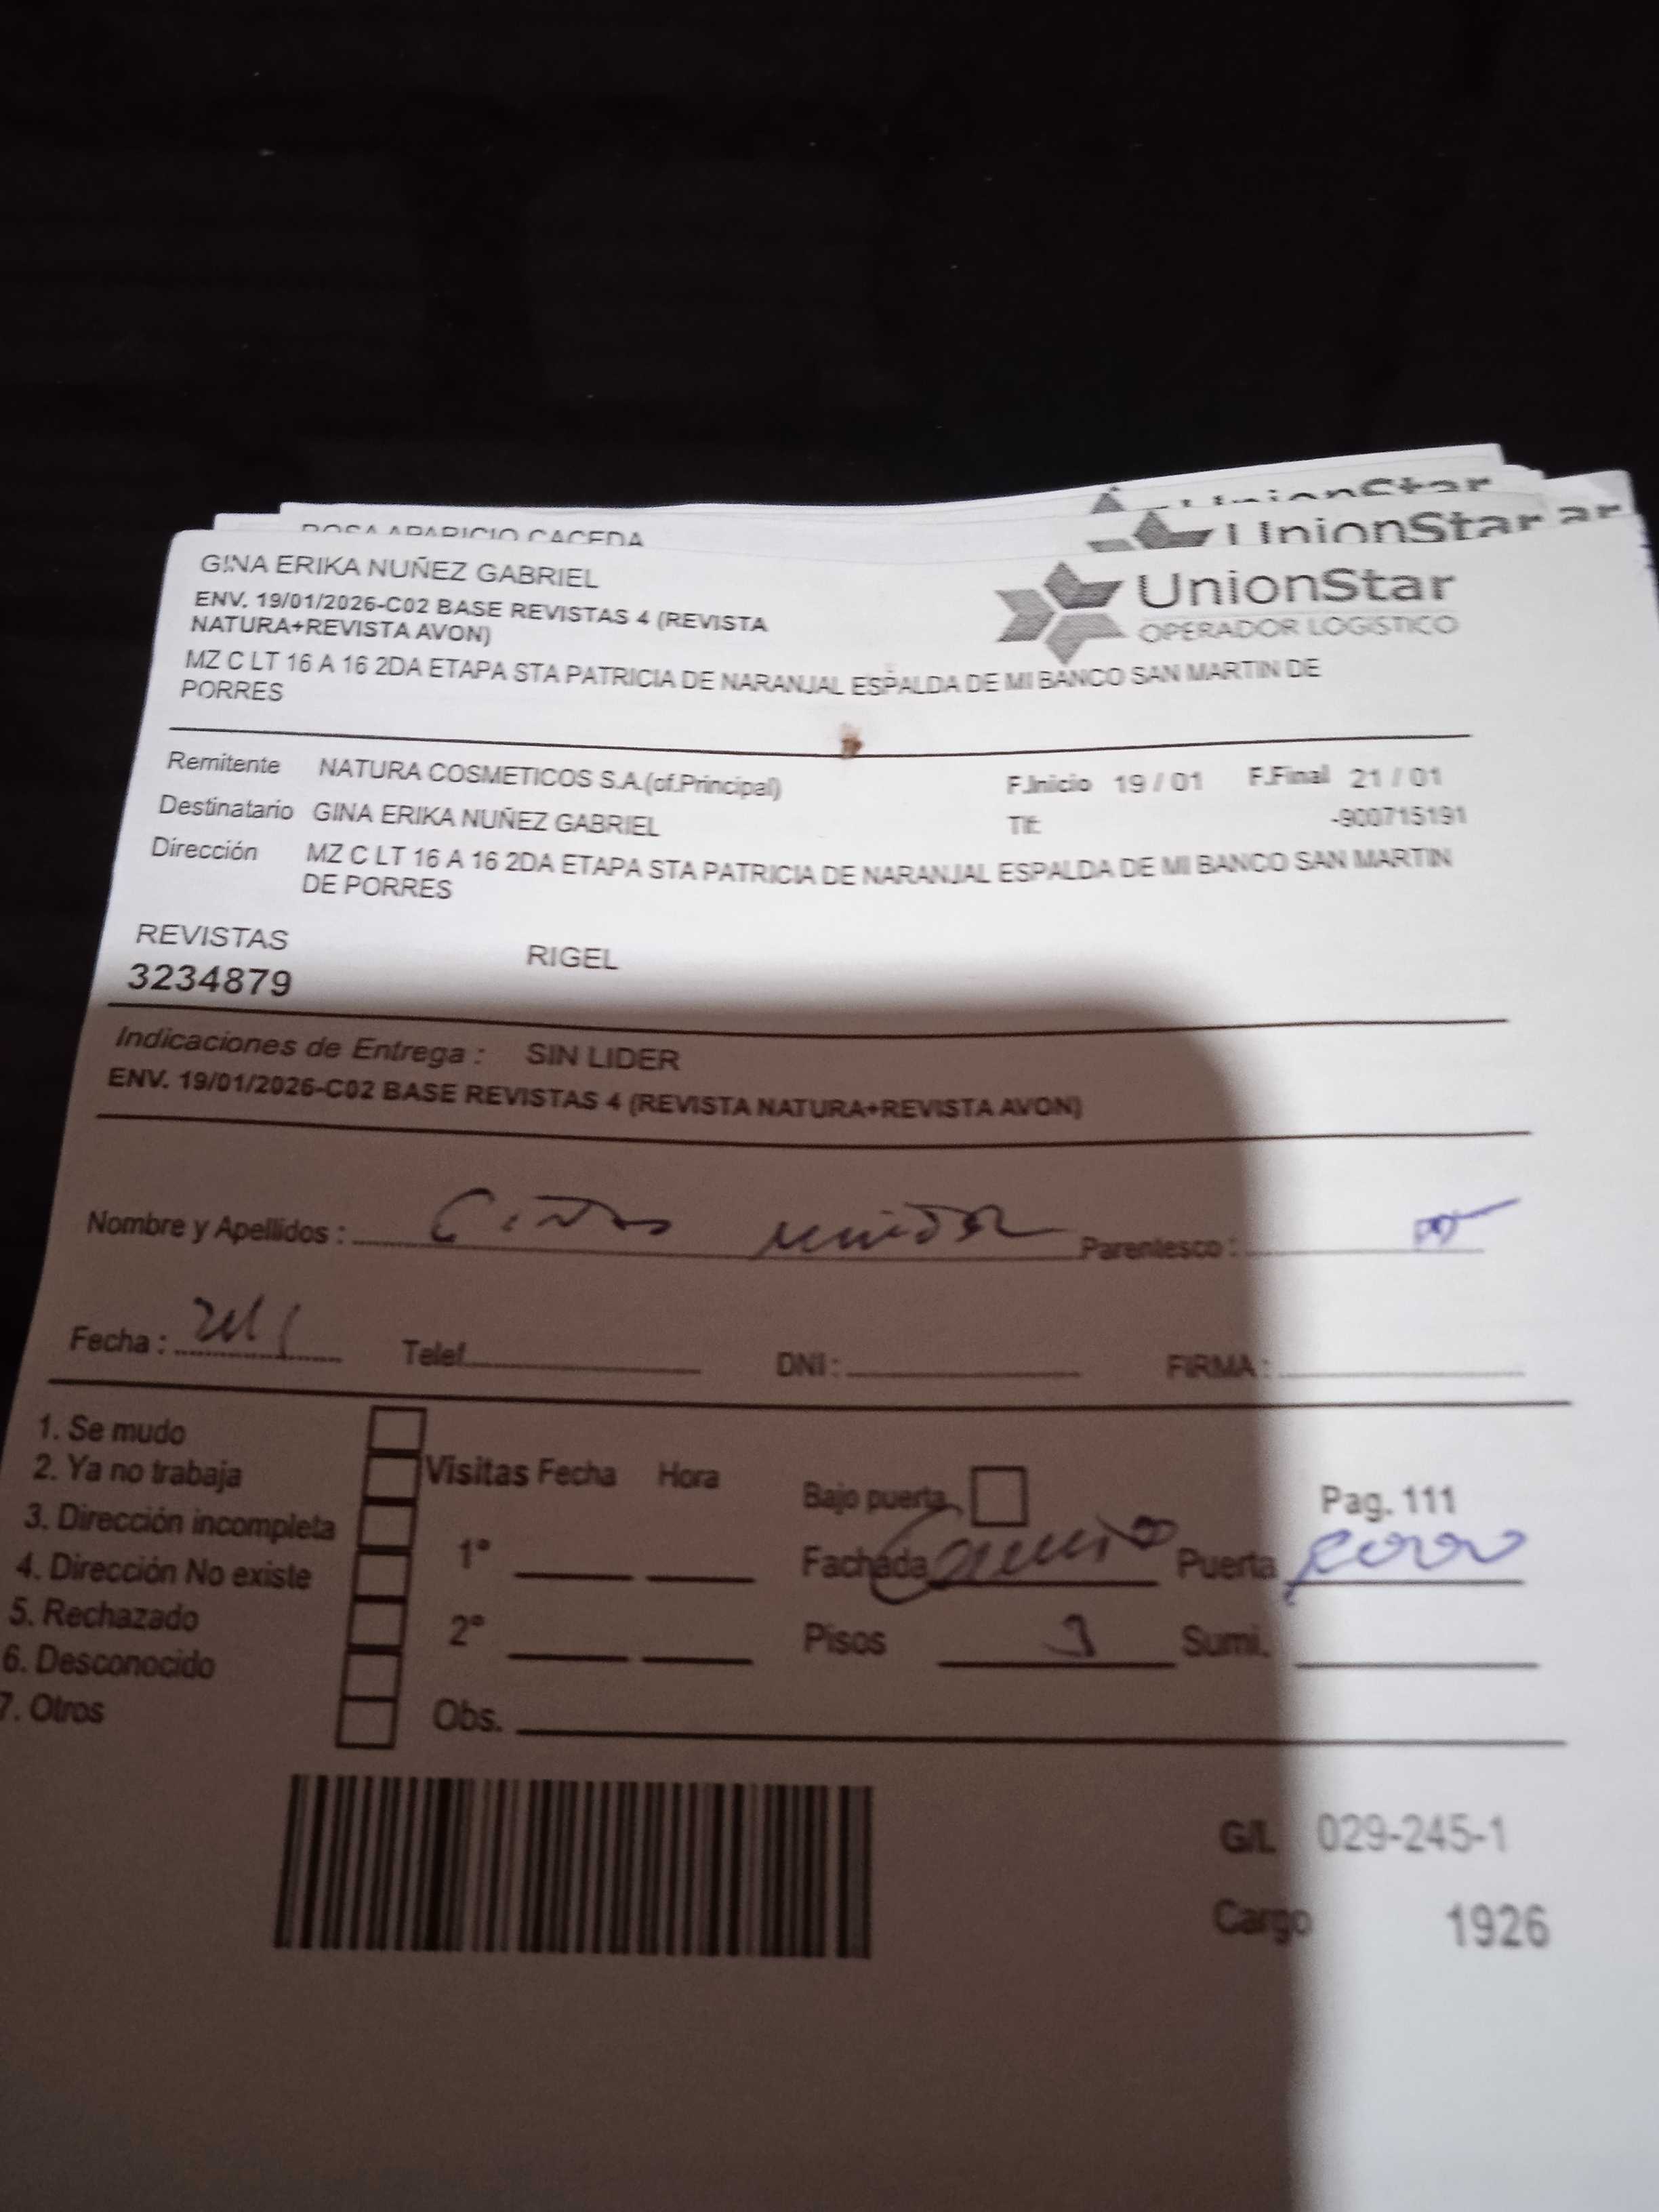 ROSA APARICIO CACEDA
UnionStar
UnionStar
ar
GINA ERIKA NUÑEZ GABRIEL
UnionStar
OPERADOR LOGISTICO
ENV. 19/01/2026-C02 BASE REVISTAS 4 (REVISTA
NATURA+REVISTA AVON)
MZ C LT 16 A 16 2DA ETAPA STA PATRICIA DE NARANJAL ESPALDA DE MI BANCO SAN MARTIN DE
PORRES
Remitente NATURA COSMETICOS S.A.(of.Principal) F.Inicio 19 / 01 F.Final 21 / 01
Destinatario GINA ERIKA NUÑEZ GABRIEL Tlf: -900715191
Dirección MZ C LT 16 A 16 2DA ETAPA STA PATRICIA DE NARANJAL ESPALDA DE MI BANCO SAN MARTIN
DE PORRES
REVISTAS RIGEL
3234879
Indicaciones de Entrega : SIN LIDER
ENV. 19/01/2026-C02 BASE REVISTAS 4 (REVISTA NATURA+REVISTA AVON)
Nombre y Apellidos : Parentesco :
Fecha : Telef. DNI : FIRMA :
1. Se mudo
2. Ya no trabaja Visitas Fecha Hora Bajo puerta Pag. 111
3. Dirección incompleta
4. Dirección No existe 1° Fachada Puerta
5. Rechazado
6. Desconocido 2° Pisos 3 Sumi.
7. Otros Obs.
G/L 029-245-1
Cargo 1926